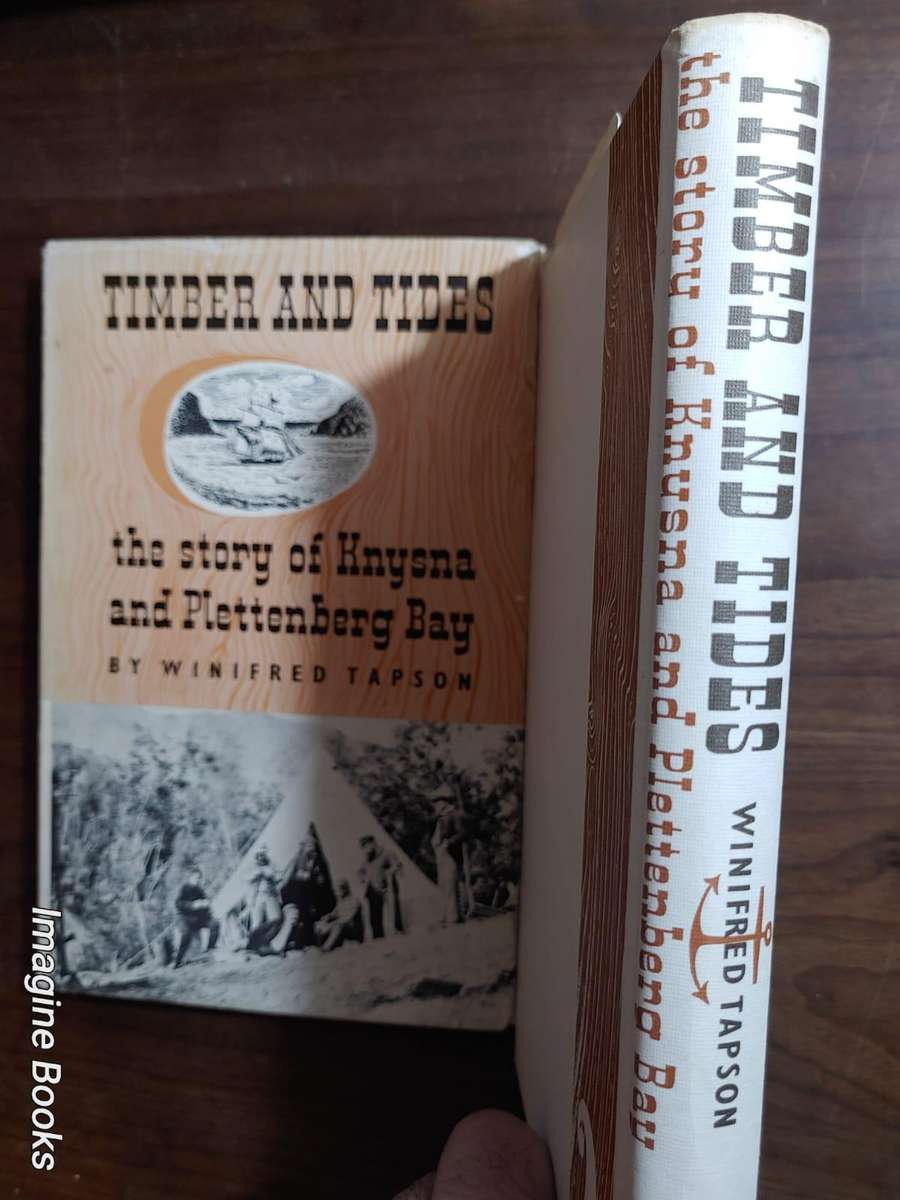 TIMBER AND TIDES
the story of Knysna
and Plettenberg Bay
BY WINIFRED TAPSON
TIMBER AND TIDES
the story of Knysna and Plettenberg Bay
WINIFRED TAPSON
Imagine Books